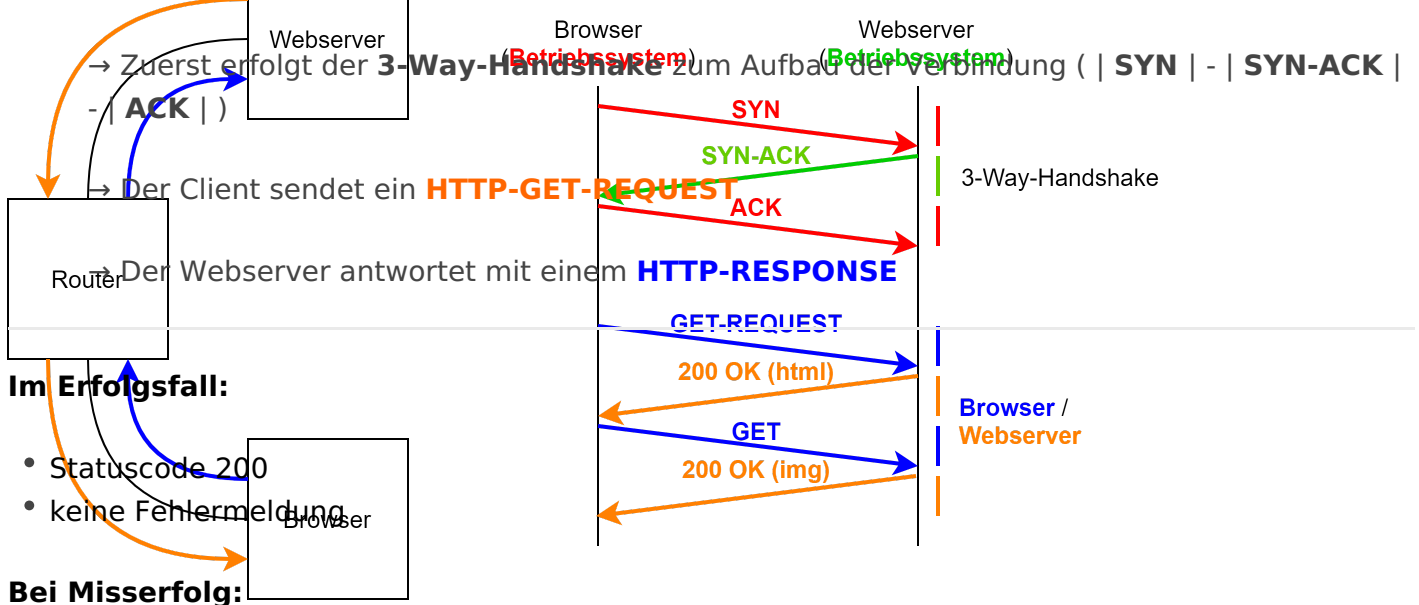 Webserver
Browser
(Betriebssystem)
Webserver
(Betriebssystem)
→ Zuerst erfolgt der 3-Way-Handshake zum Aufbau der Verbindung ( | SYN | - | SYN-ACK |
- | ACK | )
SYN
SYN-ACK
3-Way-Handshake
→ Der Client sendet ein HTTP-GET-REQUEST
ACK
Router
→ Der Webserver antwortet mit einem HTTP-RESPONSE
GET-REQUEST
200 OK (html)
Im Erfolgsfall:
Browser /
Webserver
GET
200 OK (img)
• Statuscode 200
• keine Fehlermeldung
Browser
Bei Misserfolg: